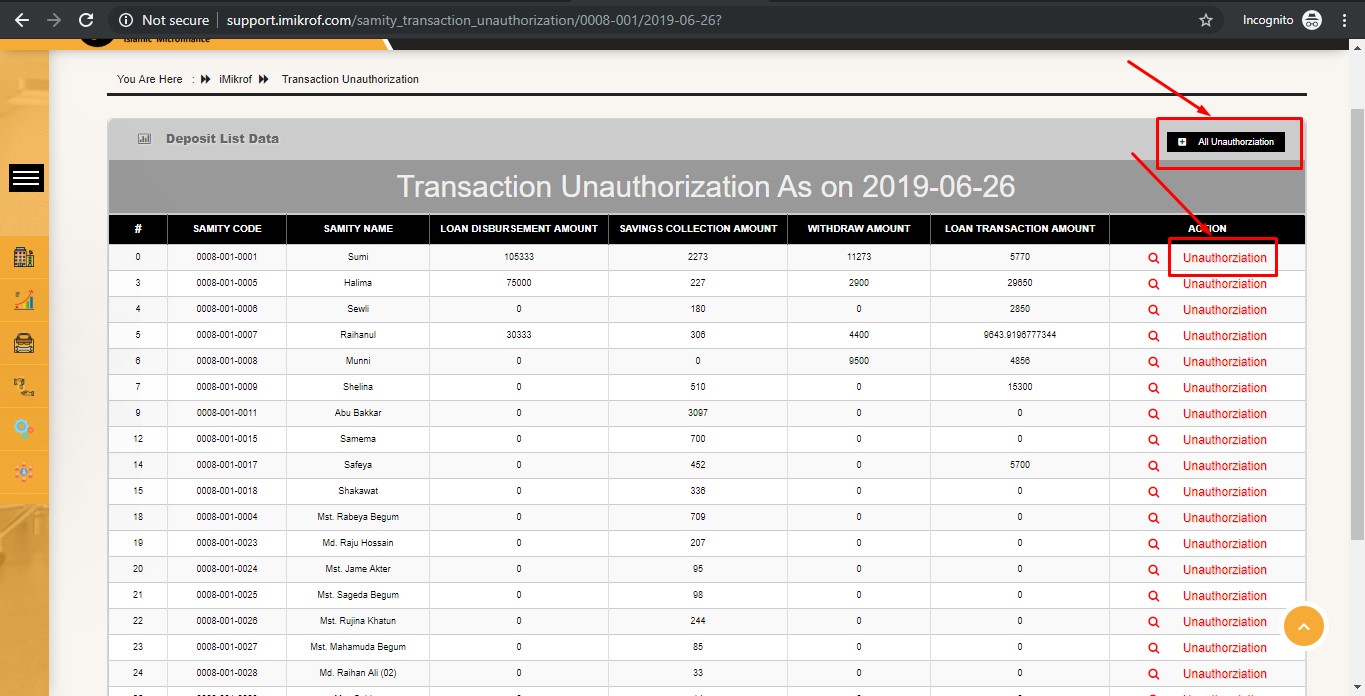 Not secure support.imikrof.com/samity_transaction_unauthorization/0008-001/2019-06-26? Incognito
Islamic Microfinance
You Are Here : iMikrof Transaction Unauthorization
Deposit List Data All Unauthorziation
Transaction Unauthorization As on 2019-06-26
# SAMITY CODE SAMITY NAME LOAN DISBURSEMENT AMOUNT SAVINGS COLLECTION AMOUNT WITHDRAW AMOUNT LOAN TRANSACTION AMOUNT ACTION
0 0008-001-0001 Sumi 105333 2273 11273 5770 Unauthorziation
3 0008-001-0005 Halima 75000 227 2900 29650 Unauthorziation
4 0008-001-0006 Sewli 0 180 0 2850 Unauthorziation
5 0008-001-0007 Raihanul 30333 306 4400 9643.9196777344 Unauthorziation
6 0008-001-0008 Munni 0 0 9500 4856 Unauthorziation
7 0008-001-0009 Shelina 0 510 0 15300 Unauthorziation
9 0008-001-0011 Abu Bakkar 0 3097 0 0 Unauthorziation
12 0008-001-0015 Samema 0 700 0 0 Unauthorziation
14 0008-001-0017 Safeya 0 452 0 5700 Unauthorziation
15 0008-001-0018 Shakawat 0 336 0 0 Unauthorziation
18 0008-001-0004 Mst. Rabeya Begum 0 709 0 0 Unauthorziation
19 0008-001-0023 Md. Raju Hossain 0 207 0 0 Unauthorziation
20 0008-001-0024 Mst. Jame Akter 0 95 0 0 Unauthorziation
21 0008-001-0025 Mst. Sageda Begum 0 98 0 0 Unauthorziation
22 0008-001-0026 Mst. Rujina Khatun 0 244 0 0 Unauthorziation
23 0008-001-0027 Mst. Mahamuda Begum 0 85 0 0 Unauthorziation
24 0008-001-0028 Md. Raihan Ali (02) 0 33 0 0 Unauthorziation